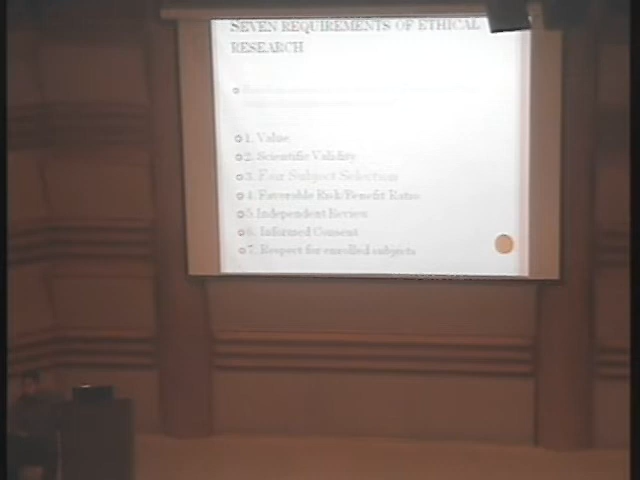 SEVEN REQUIREMENTS OF ETHICAL
RESEARCH
1. Value
2. Scientific Validity
3. Fair Subject Selection
4. Favorable Risk/Benefit Ratio
5. Independent Review
6. Informed Consent
7. Respect for enrolled subjects